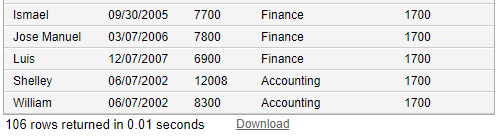 Ismael 09/30/2005 7700 Finance 1700
Jose Manuel 03/07/2006 7800 Finance 1700
Luis 12/07/2007 6900 Finance 1700
Shelley 06/07/2002 12008 Accounting 1700
William 06/07/2002 8300 Accounting 1700
106 rows returned in 0.01 seconds Download